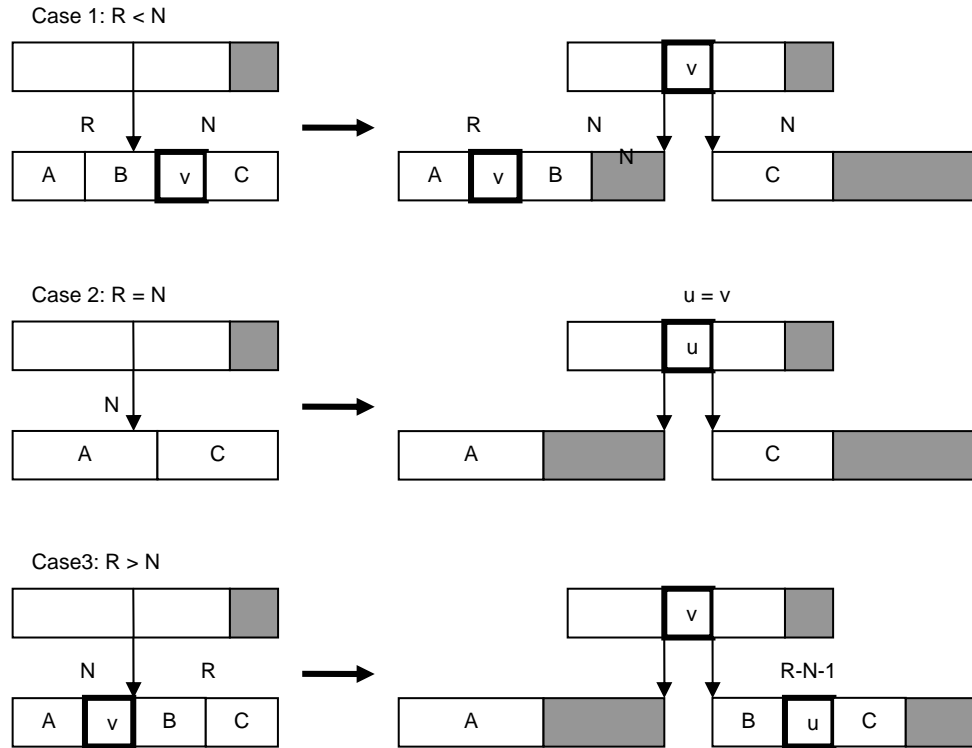 Case 1: R < N
v
R N R N N
N
A B v C A v B C
Case 2: R = N u = v
u
N
A C A C
Case3: R > N
v
N R R-N-1
A v B C A B u C